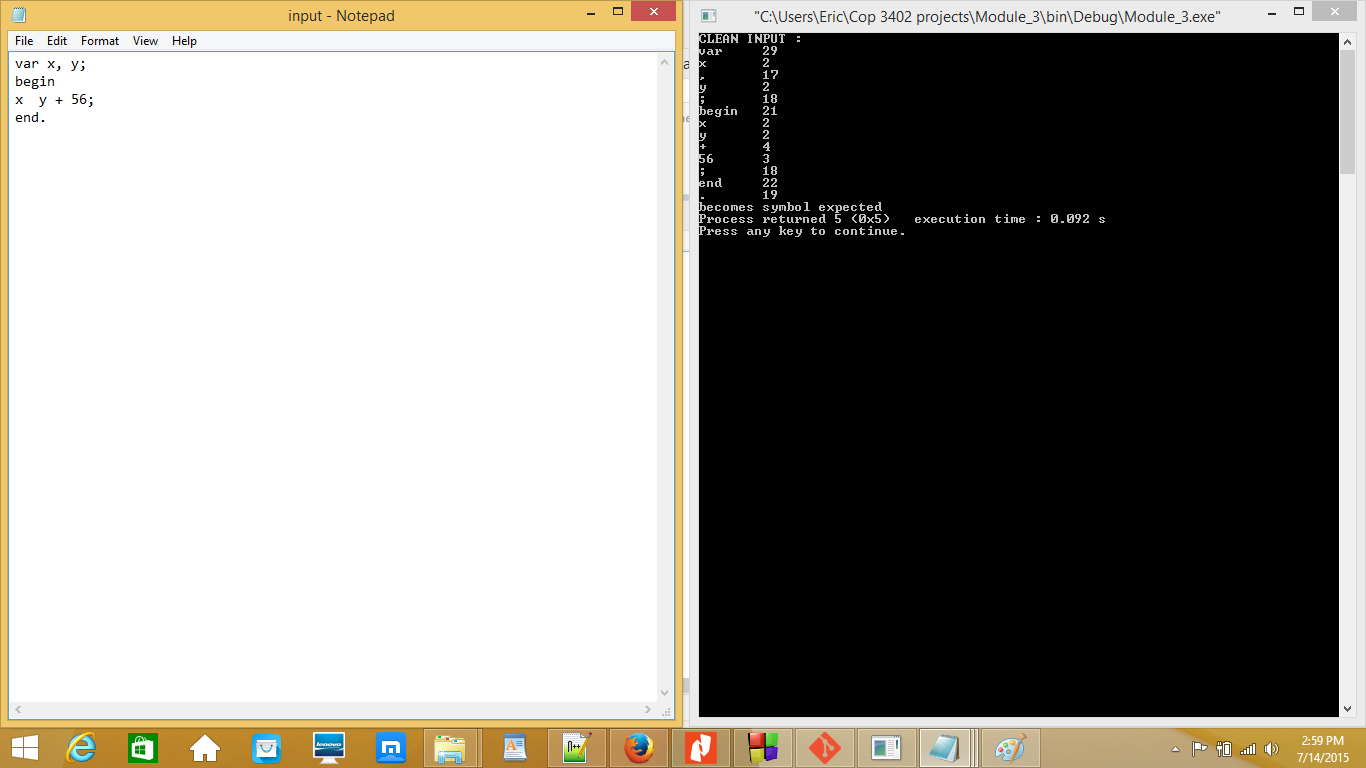 input - Notepad
File Edit Format View Help
var x, y;
begin
x  y + 56;
end.
"C:\Users\Eric\Cop 3402 projects\Module_3\bin\Debug\Module_3.exe"
CLEAN INPUT :
var 29
x 2
, 17
y 2
; 18
begin 21
x 2
y 2
+ 4
56 3
; 18
end 22
. 19
becomes symbol expected
Process returned 5 (0x5)   execution time : 0.092 s
Press any key to continue.
lenovo
2:59 PM
7/14/2015